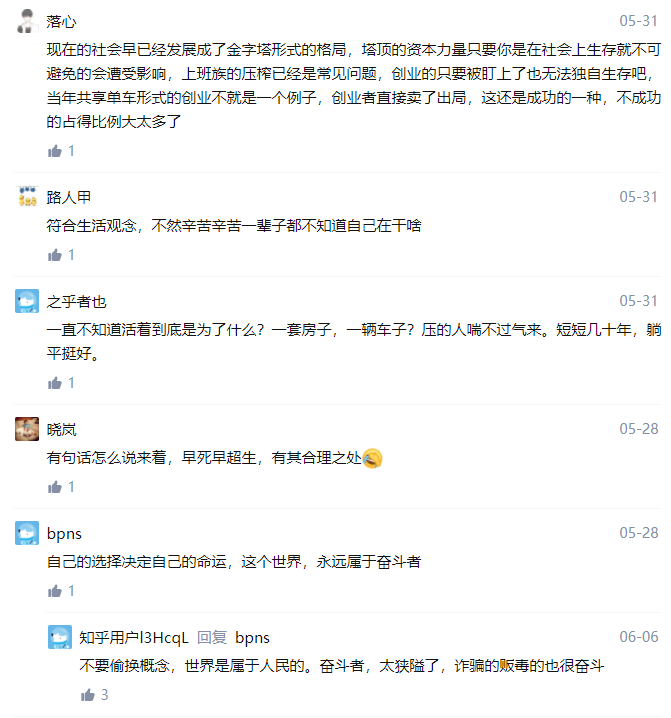 落心 05-31
现在的社会早已经发展成了金字塔形式的格局，塔顶的资本力量只要你是在社会上生存就不可
避免的会遭受影响，上班族的压榨已经是常见问题，创业的只要被盯上了也无法独自生存吧，
当年共享单车形式的创业不就是一个例子，创业者直接卖了出局，这还是成功的一种，不成功
的占得比例大太多了
1
路人甲 05-31
符合生活观念，不然辛苦辛苦一辈子都不知道自己在干啥
1
之乎者也 05-31
一直不知道活着到底是为了什么？一套房子，一辆车子？压的人喘不过气来。短短几十年，躺
平挺好。
1
晓岚 05-28
有句话怎么说来着，早死早超生，有其合理之处
1
bpns 05-28
自己的选择决定自己的命运，这个世界，永远属于奋斗者
1
知乎用户l3HcqL 回复 bpns 06-06
不要偷换概念，世界是属于人民的。奋斗者，太狭隘了，诈骗的贩毒的也很奋斗
3